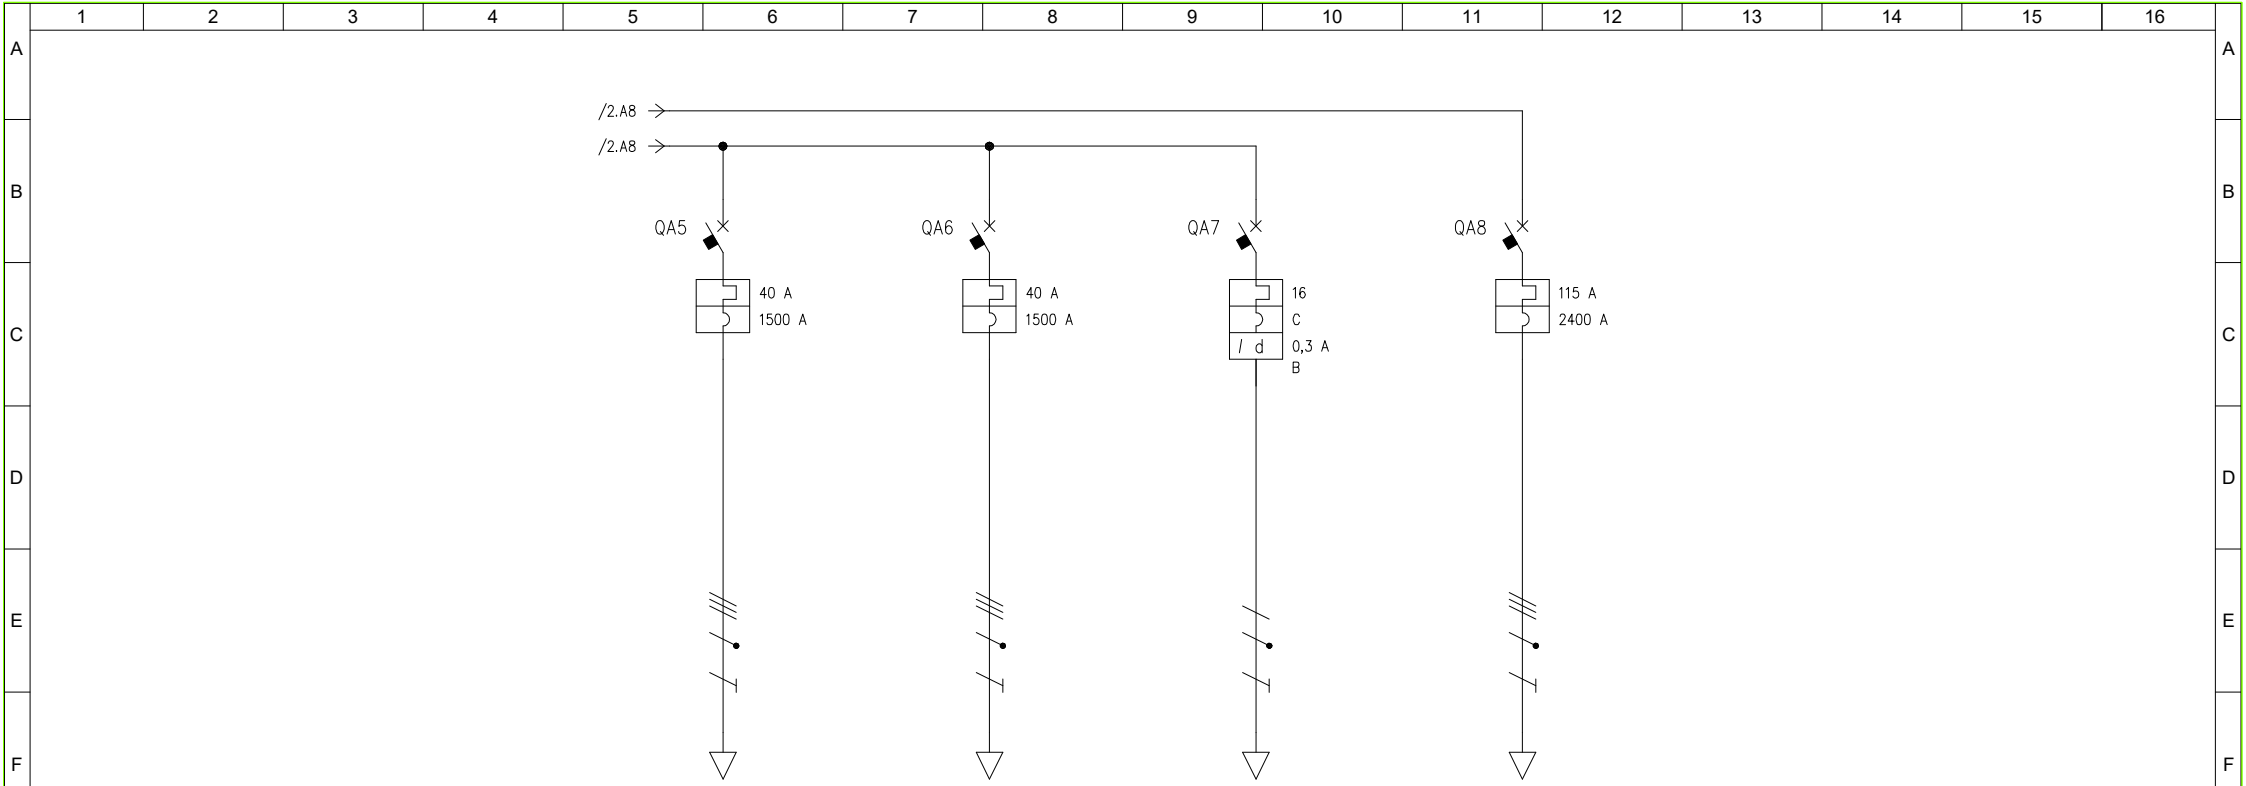 1 2 3 4 5 6 7 8 9 10 11 12 13 14 15 16
A A
/2.A8
/2.A8
B B
QA5 QA6 QA7 QA8
40 A 40 A 16 115 A
1500 A 1500 A C 2400 A
C C
I d 0,3 A
B
D D
E E
F F